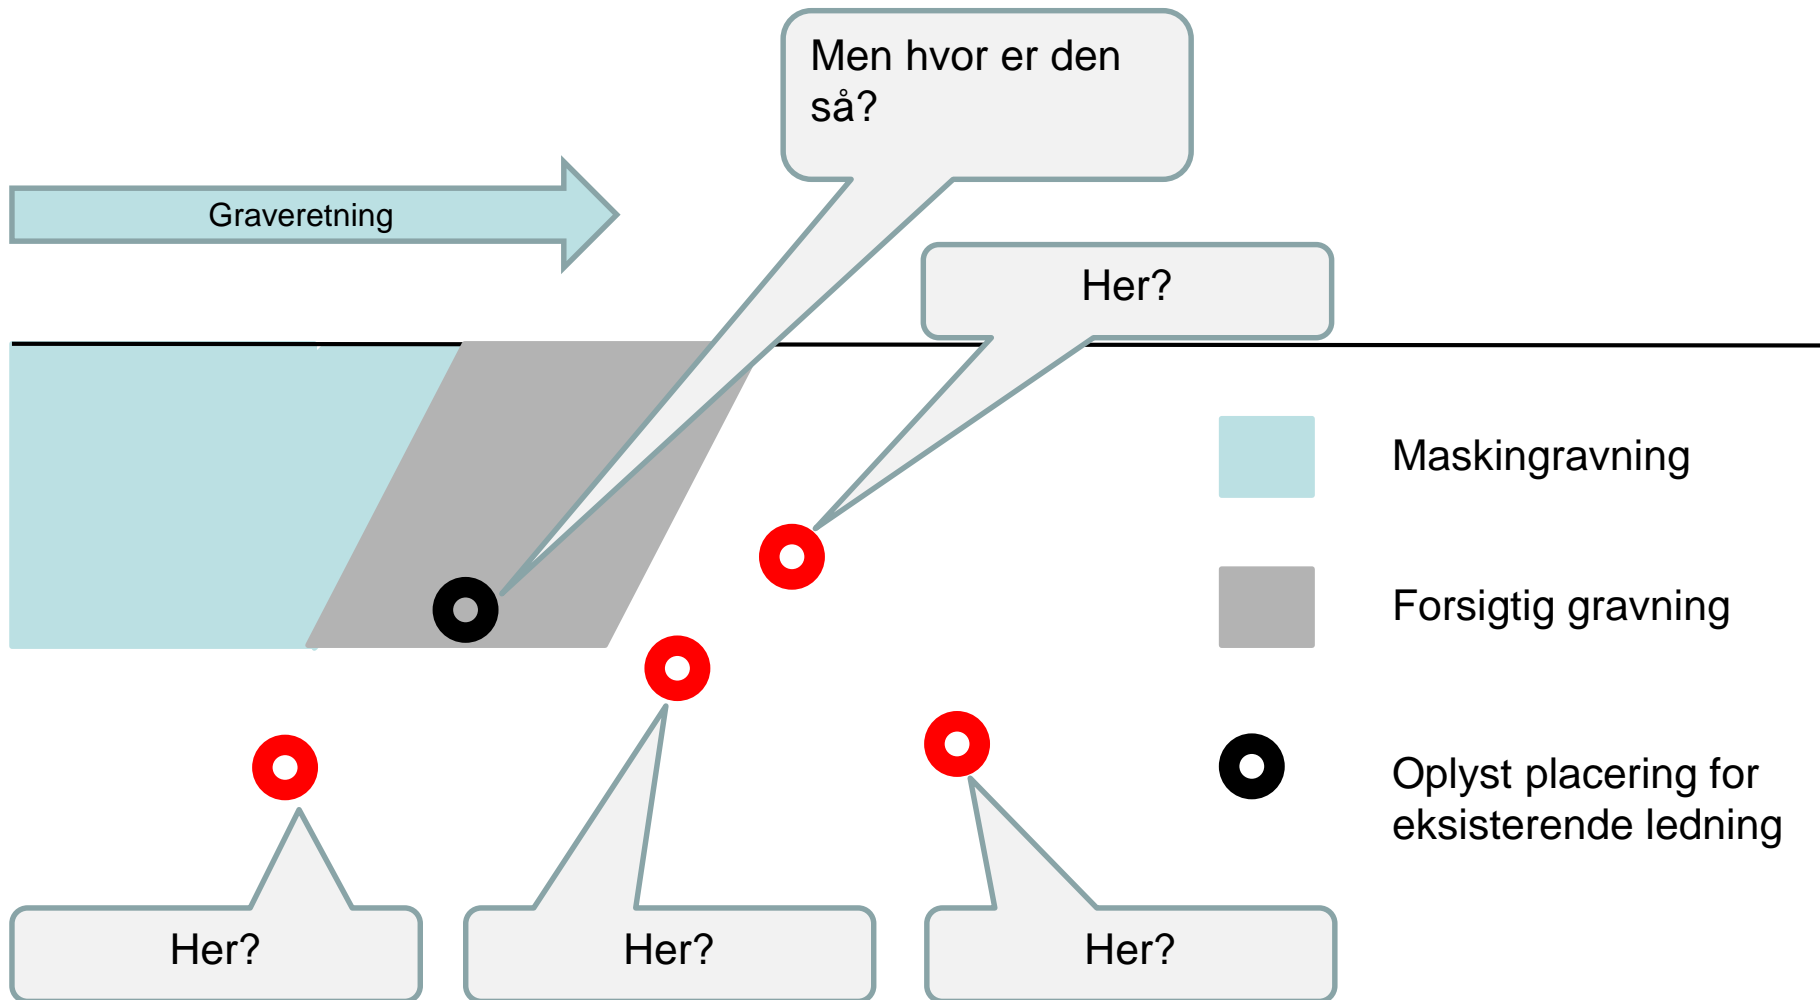 Men hvor er den
så?
Graveretning
Her?
Maskingravning
Forsigtig gravning
Oplyst placering for
eksisterende ledning
Her?
Her?
Her?